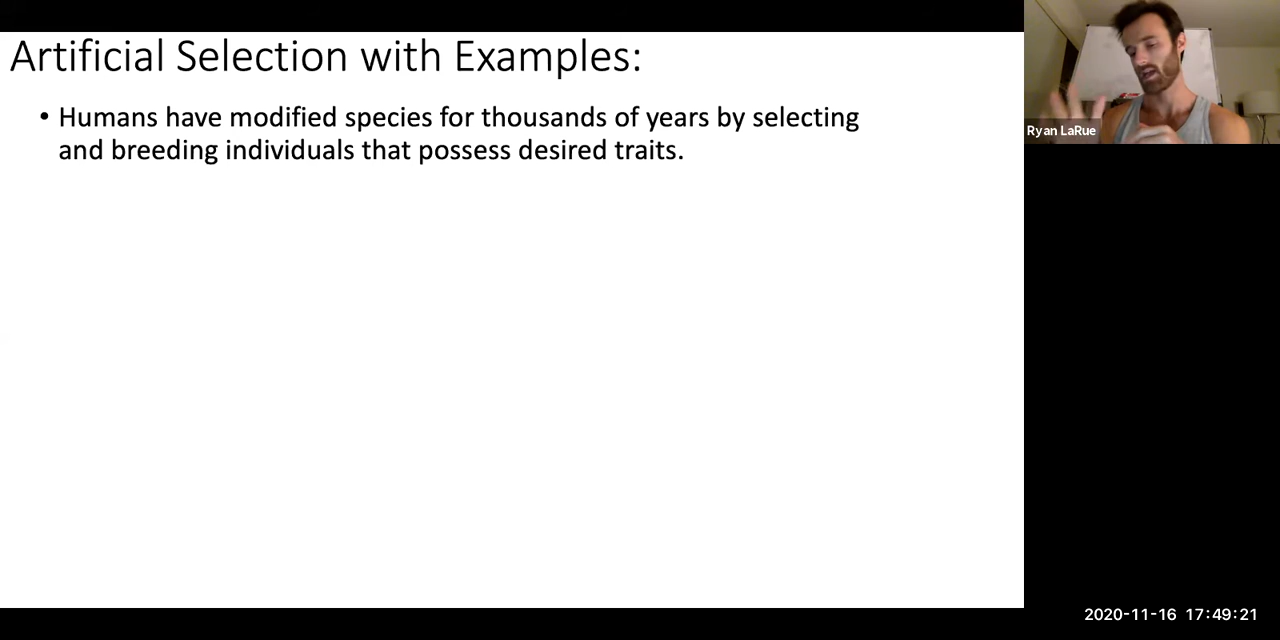 Artificial Selection with Examples:
• Humans have modified species for thousands of years by selecting
and breeding individuals that possess desired traits.
Ryan LaRue
2020-11-16 17:49:21